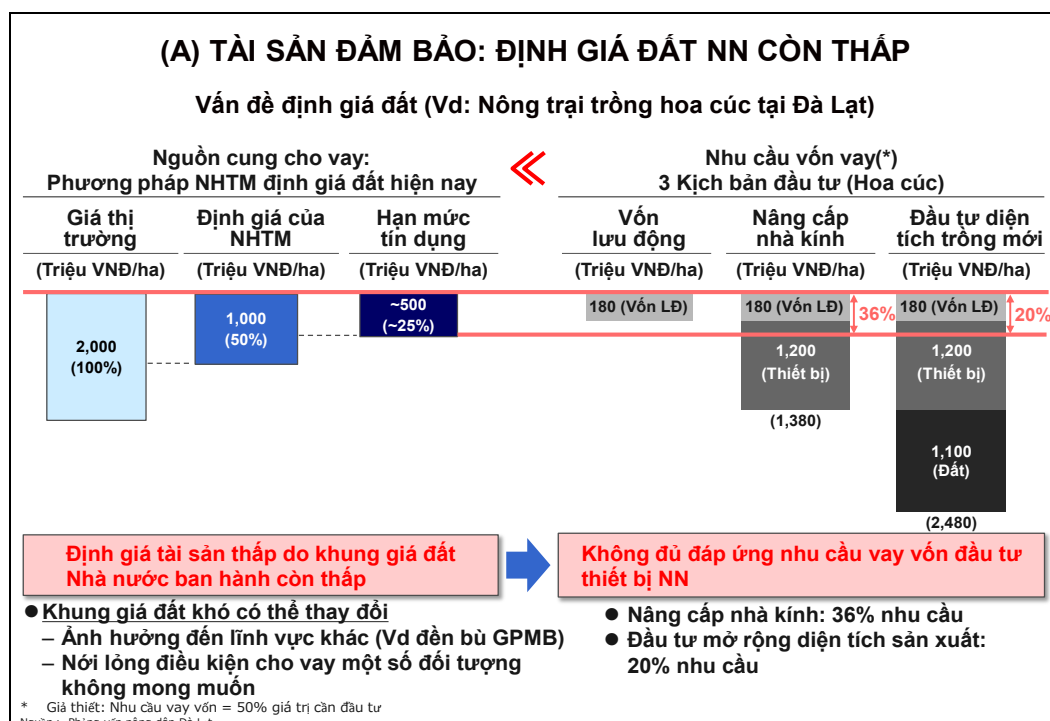 (A) TÀI SẢN ĐẢM BẢO: ĐỊNH GIÁ ĐẤT NN CÒN THẤP
Vấn đề định giá đất (Vd: Nông trại trồng hoa cúc tại Đà Lạt)
Nguồn cung cho vay:
Phương pháp NHTM định giá đất hiện nay
Nhu cầu vốn vay(*)
3 Kịch bản đầu tư (Hoa cúc)
Giá thị
trường
(Triệu VNĐ/ha)
Định giá của
NHTM
(Triệu VNĐ/ha)
Hạn mức
tín dụng
(Triệu VNĐ/ha)
Vốn
lưu động
(Triệu VNĐ/ha)
Nâng cấp
nhà kính
(Triệu VNĐ/ha)
Đầu tư diện
tích trồng mới
(Triệu VNĐ/ha)
2,000
(100%)
1,000
(50%)
~500
(~25%)
180 (Vốn LĐ)
180 (Vốn LĐ)
36%
1,200
(Thiết bị)
(1,380)
180 (Vốn LĐ)
20%
1,200
(Thiết bị)
1,100
(Đất)
(2,480)
Định giá tài sản thấp do khung giá đất
Nhà nước ban hành còn thấp
● Khung giá đất khó có thể thay đổi
– Ảnh hưởng đến lĩnh vực khác (Vd đền bù GPMB)
– Nới lỏng điều kiện cho vay một số đối tượng
không mong muốn
Không đủ đáp ứng nhu cầu vay vốn đầu tư
thiết bị NN
● Nâng cấp nhà kính: 36% nhu cầu
● Đầu tư mở rộng diện tích sản xuất:
20% nhu cầu
* Giả thiết: Nhu cầu vay vốn = 50% giá trị cần đầu tư